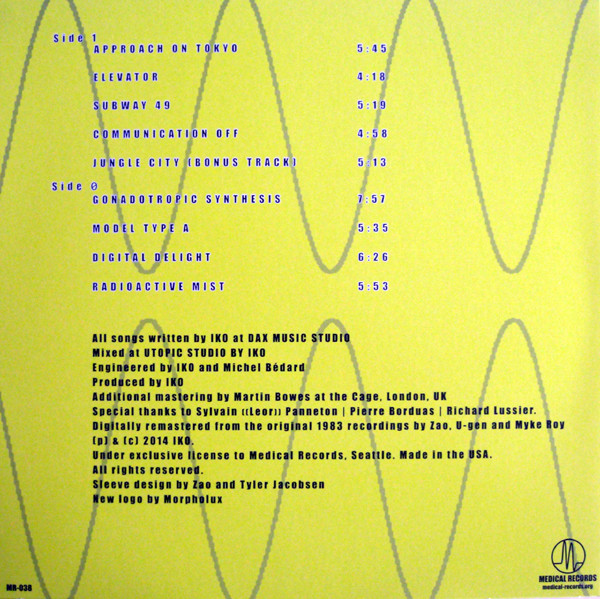 Side 1
APPROACH ON TOKYO 5:45
ELEVATOR 4:18
SUBWAY 49 5:19
COMMUNICATION OFF 4:58
JUNGLE CITY (BONUS TRACK) 5:13
Side Ø
GONADOTROPIC SYNTHESIS 7:57
MODEL TYPE A 5:35
DIGITAL DELIGHT 6:26
RADIOACTIVE MIST 5:53
All songs written by IKO at DAX MUSIC STUDIO
Mixed at UTOPIC STUDIO BY IKO
Engineered by IKO and Michel Bédard
Produced by IKO
Additional mastering by Martin Bowes at the Cage, London, UK
Special thanks to Sylvain ((Leor)) Panneton | Pierre Borduas | Richard Lussier.
Digitally remastered from the original 1983 recordings by Zao, U-gen and Myke Roy
(p) & (c) 2014 IKO.
Under exclusive license to Medical Records, Seattle. Made in the USA.
All rights reserved.
Sleeve design by Zao and Tyler Jacobsen
New logo by Morpholux
MR-038
MEDICAL RECORDS
medical-records.org